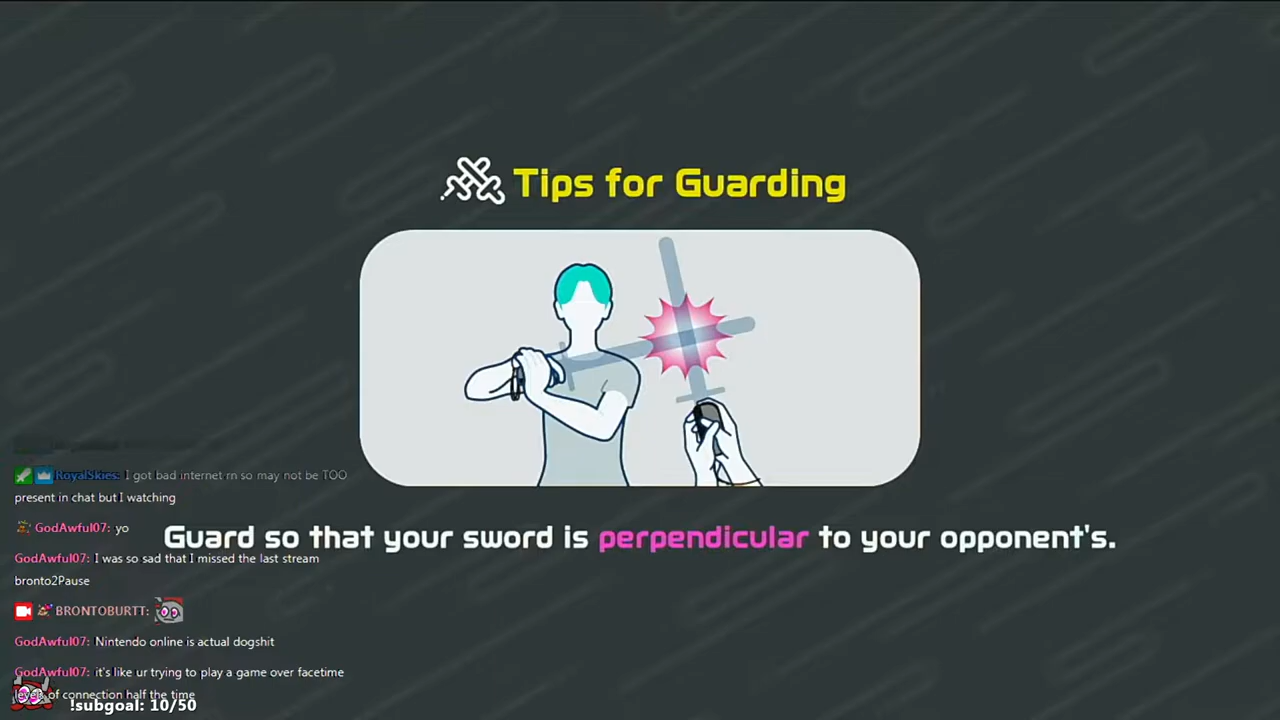 Tips for Guarding
Guard so that your sword is perpendicular to your opponent's.
RoyalSkies: I got bad internet rn so may not be TOO
present in chat but I watching
GodAwful07: yo
GodAwful07: I was so sad that I missed the last stream
bronto2Pause
BRONTOBURTT:
GodAwful07: Nintendo online is actual dogshit
GodAwful07: it's like ur trying to play a game over facetime
of connection half the time
!subgoal: 10/50